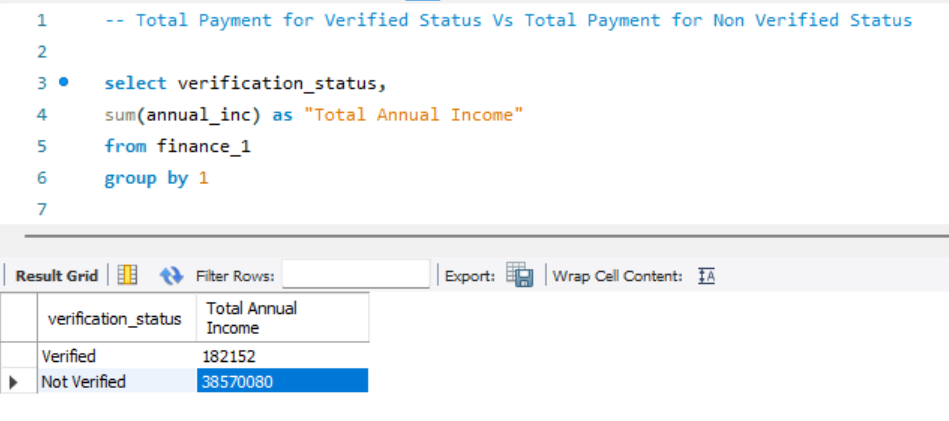 1 -- Total Payment for Verified Status Vs Total Payment for Non Verified Status
2
3 select verification_status,
4 sum(annual_inc) as "Total Annual Income"
5 from finance_1
6 group by 1
7
Result Grid Filter Rows: Export: Wrap Cell Content: IA
verification_status Total Annual
Income
Verified 182152
Not Verified 38570080